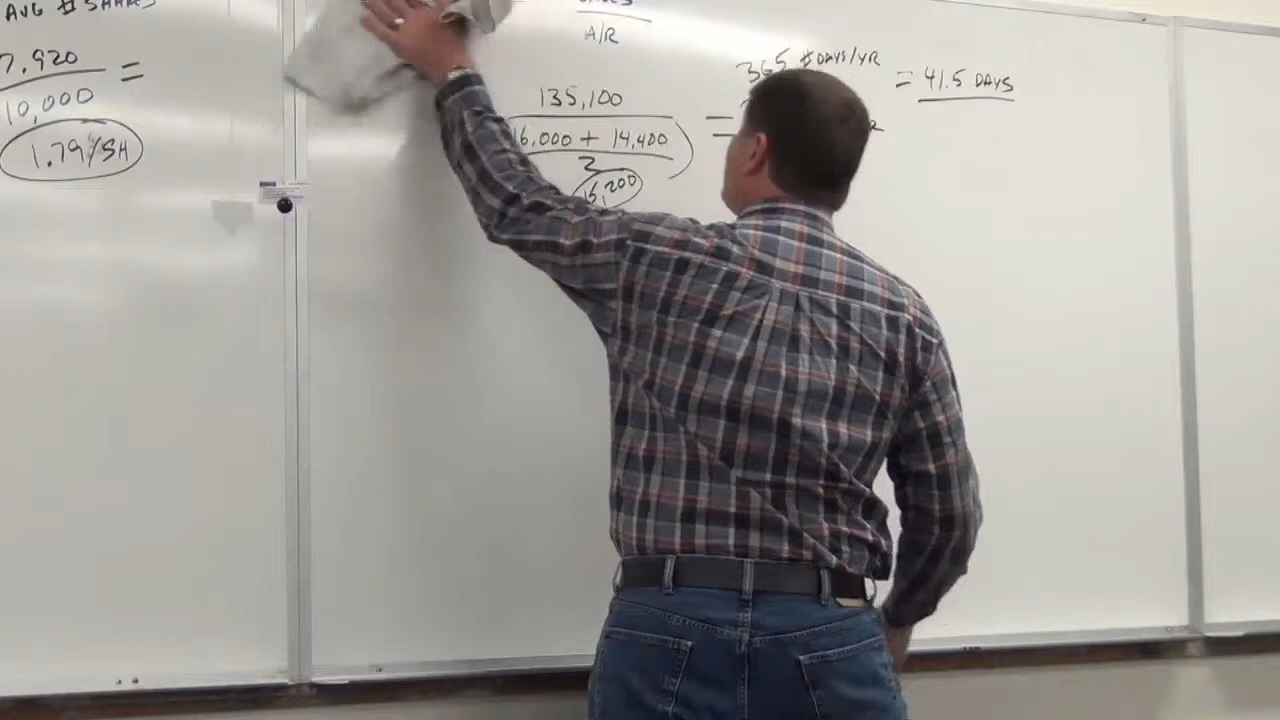 AVG # SHARES
7,920
10,000
=
1.79/SH
A/R
135,100
16,000 + 14,400
2
15,200
=
365 # DAYS/YR
= 41.5 DAYS